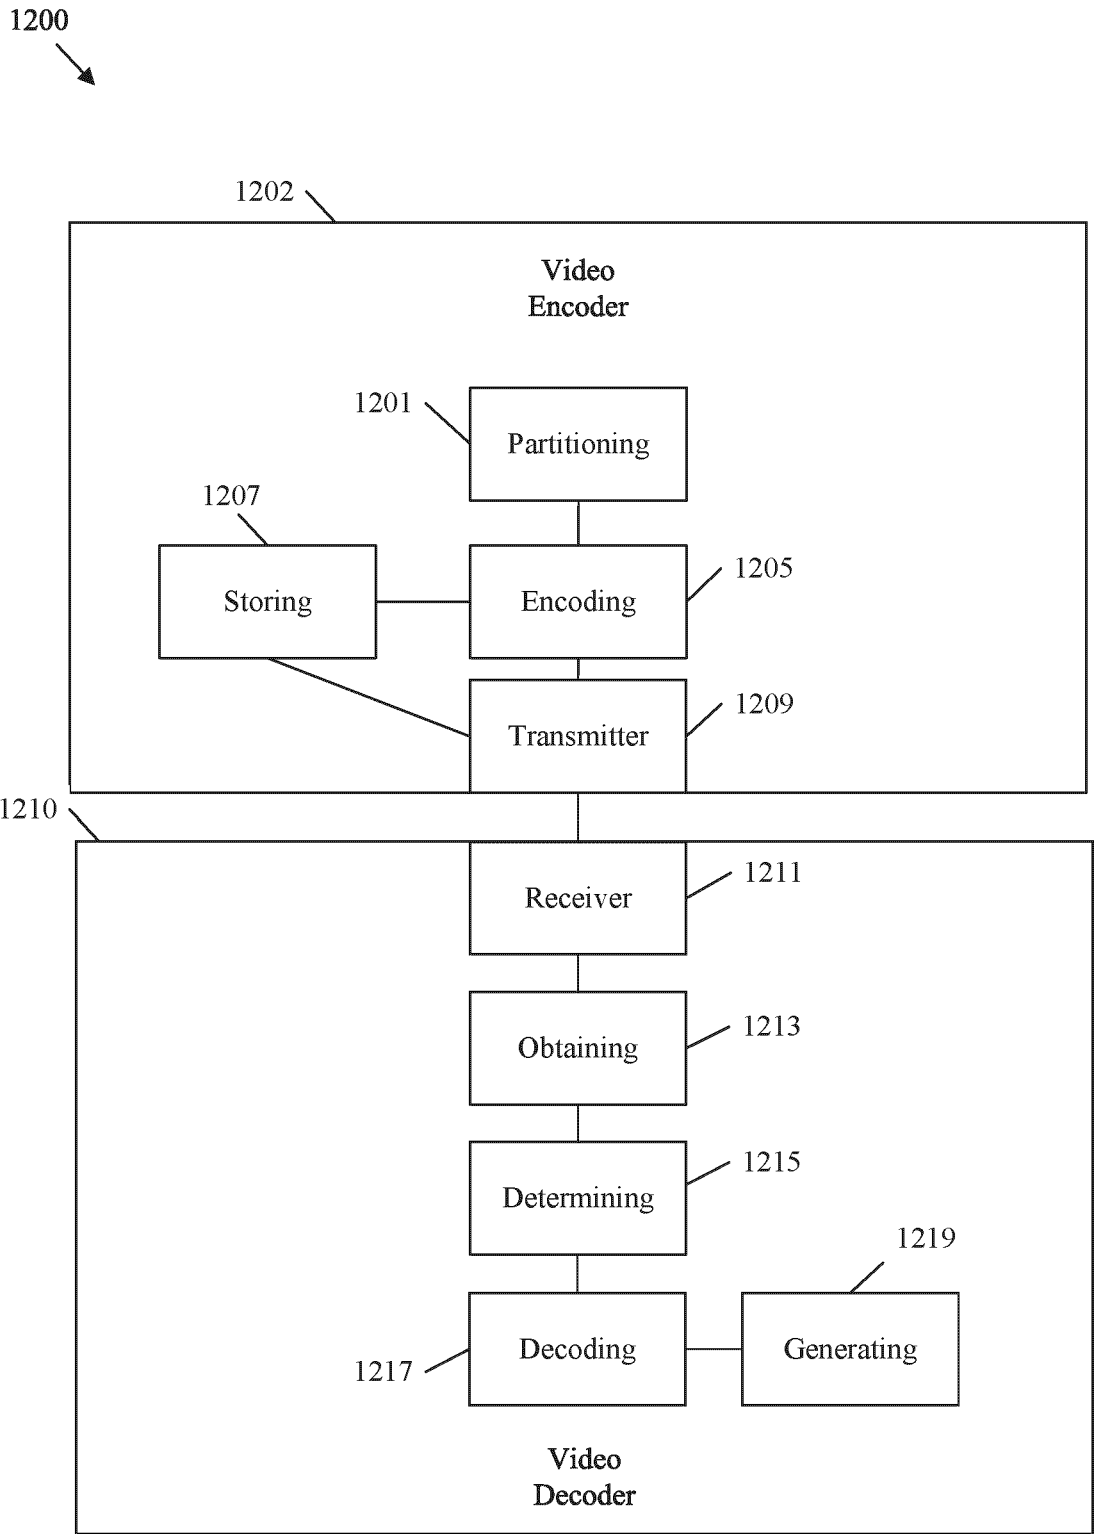 1200
1202
Video
Encoder
1201
Partitioning
1207
Storing
Encoding
1205
Transmitter
1209
1210
Receiver
1211
Obtaining
1213
Determining
1215
1219
Decoding
Generating
1217
Video
Decoder